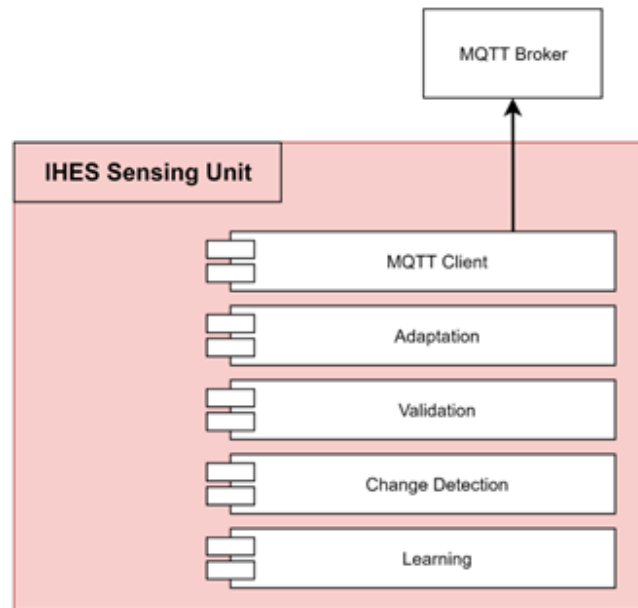 MQTT Broker
IHES Sensing Unit
MQTT Client
Adaptation
Validation
Change Detection
Learning